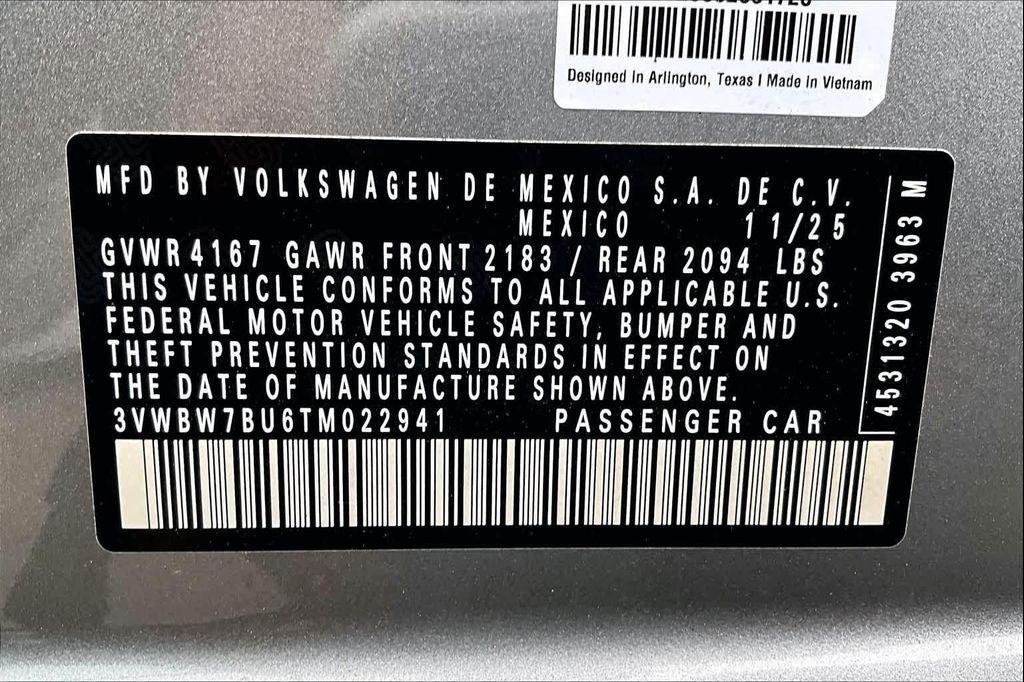 Designed In Arlington, Texas I Made in Vietnam
MFD BY VOLKSWAGEN DE MEXICO S.A. DE C.V.
MEXICO 11/25
GVWR 4167 GAWR FRONT 2183 / REAR 2094 LBS
THIS VEHICLE CONFORMS TO ALL APPLICABLE U.S.
FEDERAL MOTOR VEHICLE SAFETY, BUMPER AND
THEFT PREVENTION STANDARDS IN EFFECT ON
THE DATE OF MANUFACTURE SHOWN ABOVE.
3VWBW7BU6TM022941 PASSENGER CAR
4531320 3963 M